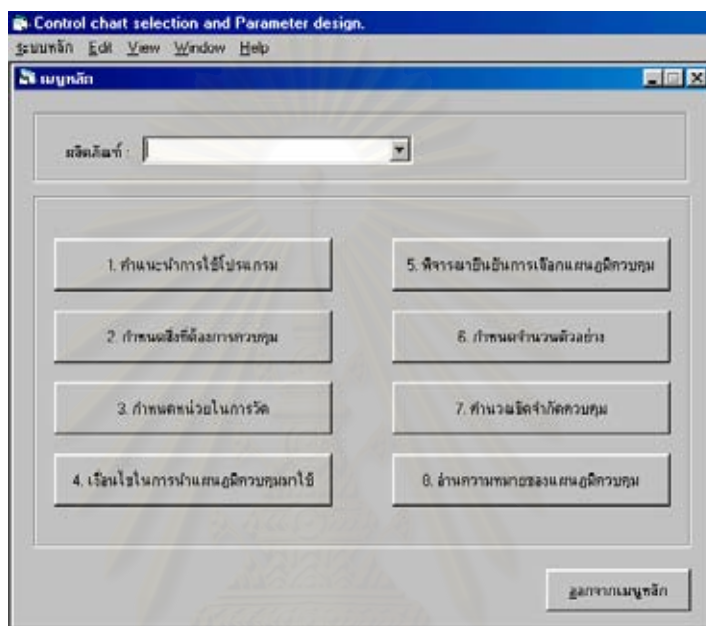 Control chart selection and Parameter design.
ระบบหลัก Edit View Window Help
เมนูหลัก
ผลิตภัณฑ์ :
1. คำแนะนำการใช้โปรแกรม
5. พิจารณายืนยันการเลือกแผนภูมิควบคุม
2. กำหนดสิ่งที่ต้องการควบคุม
6. กำหนดจำนวนตัวอย่าง
3. กำหนดหน่วยในการวัด
7. คำนวณขีดจำกัดควบคุม
4. เงื่อนไขในการนำแผนภูมิควบคุมมาใช้
8. อ่านความหมายของแผนภูมิควบคุม
ออกจากเมนูหลัก